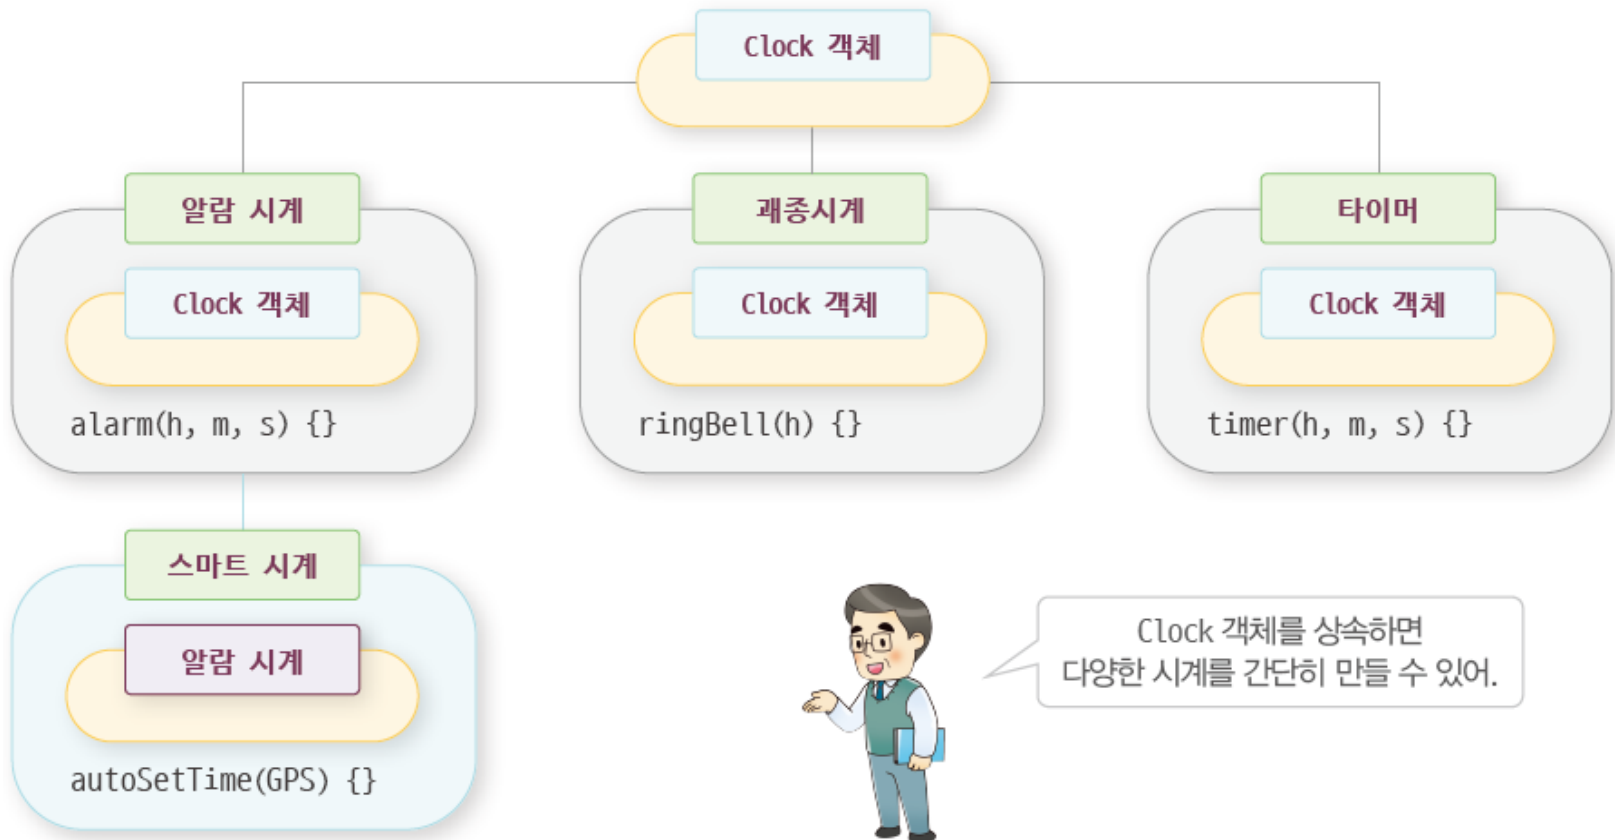 Clock 객체
알람 시계
Clock 객체
alarm(h, m, s) {}
괘종시계
Clock 객체
ringBell(h) {}
타이머
Clock 객체
timer(h, m, s) {}
스마트 시계
알람 시계
autoSetTime(GPS) {}
Clock 객체를 상속하면
다양한 시계를 간단히 만들 수 있어.